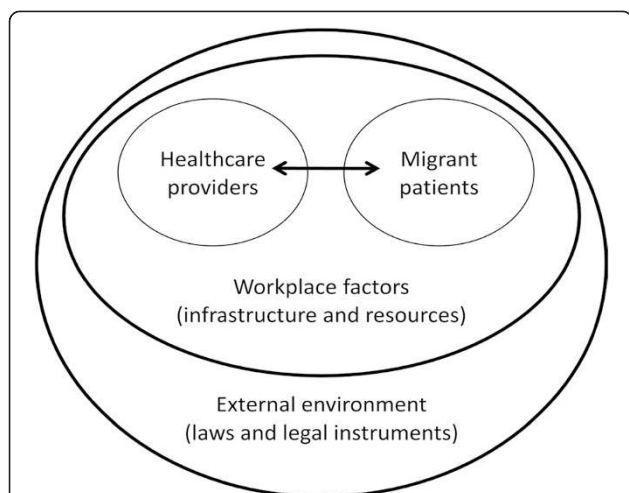 Healthcare
providers
Migrant
patients
Workplace factors
(infrastructure and resources)
External environment
(laws and legal instruments)